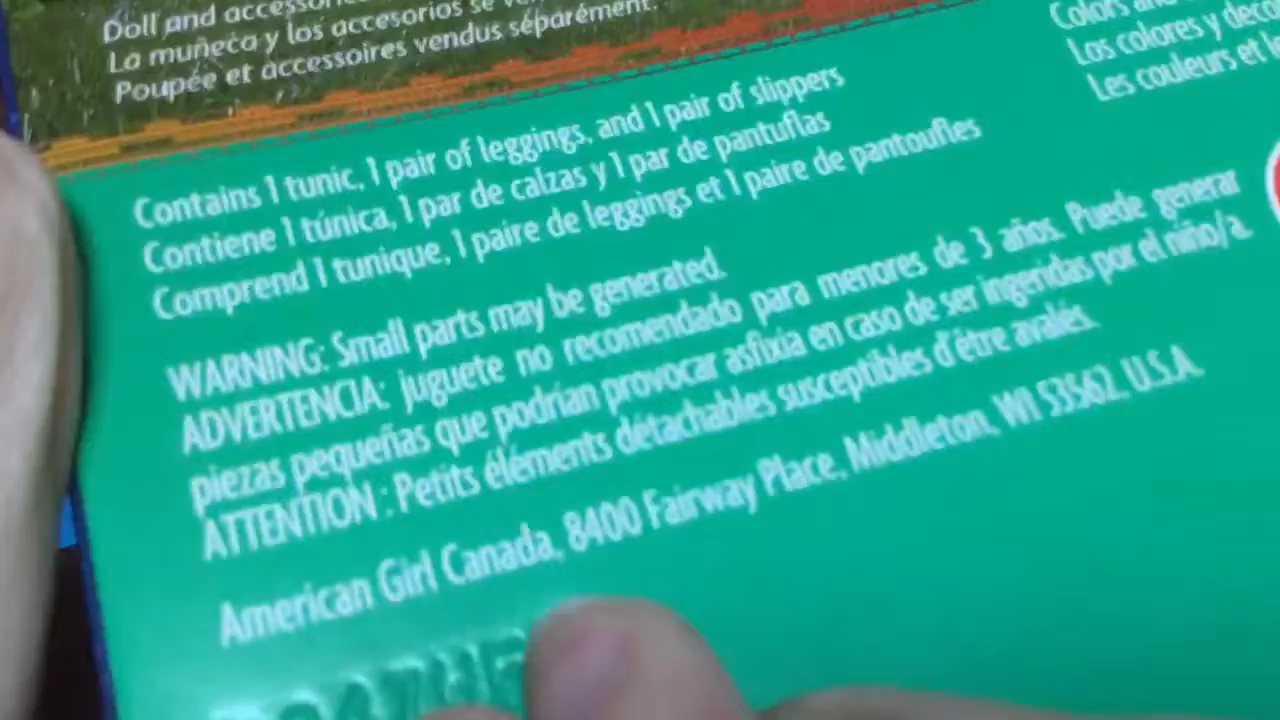 Doll and
La muñeca y los accesorios se
Poupée et accessoires vendus séparément.
Colors and
Los colores y
Les couleurs et
Contains 1 tunic, 1 pair of leggings, and 1 pair of slippers
Contiene 1 túnica, 1 par de calzas y 1 par de pantuflas
Comprend 1 tunique, 1 paire de leggings et 1 paire de pantoufles
WARNING: Small parts may be generated.
ADVERTENCIA: juguete no recomendado para menores de 3 años. Puede generar
piezas pequeñas que podrían provocar asfixia en caso de ser ingeridas por el niño/a.
ATTENTION : Petits éléments détachables susceptibles d'être avalés.
American Girl Canada, 8400 Fairway Place, Middleton, WI 53562, U.S.A.